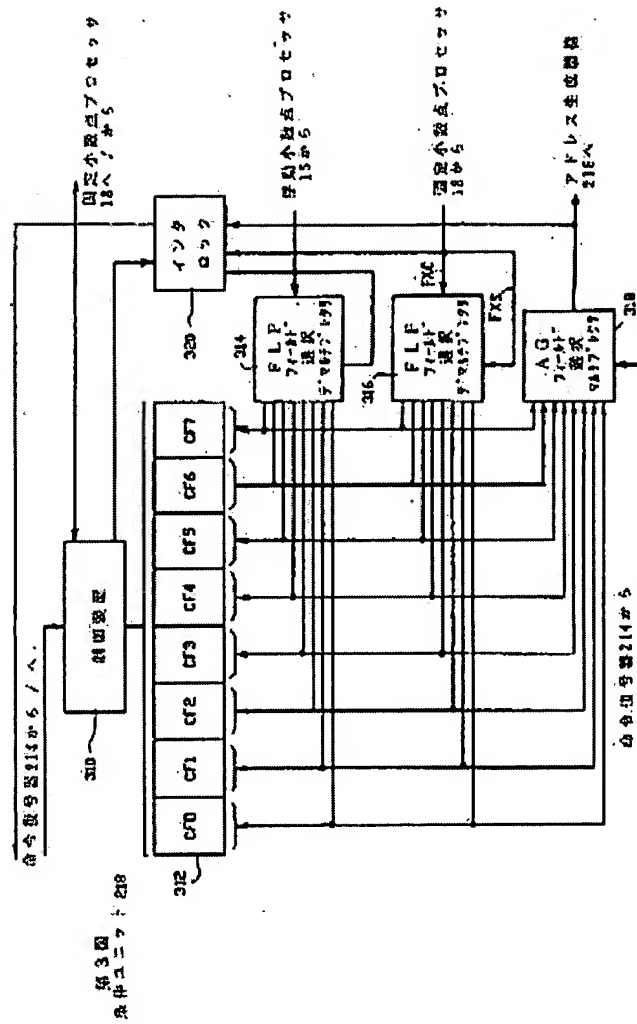 第3図
条件ユニット 218
命令復号器214から/へ
制御装置
310
固定小数点プロセッサ
18へ/から
インタ
ロック
320
CF0
CF1
CF2
CF3
CF4
CF5
CF6
CF7
312
314
FLP
フィールド
選択
デマルチプレクサ
浮動小数点プロセッサ
15から
316
FLP
フィールド
選択
デマルチプレクサ
FXC
FXS
固定小数点プロセッサ
18から
AG
フィールド
選択
マルチプレクサ
318
アドレス生成機構
216へ
命令復号器214から